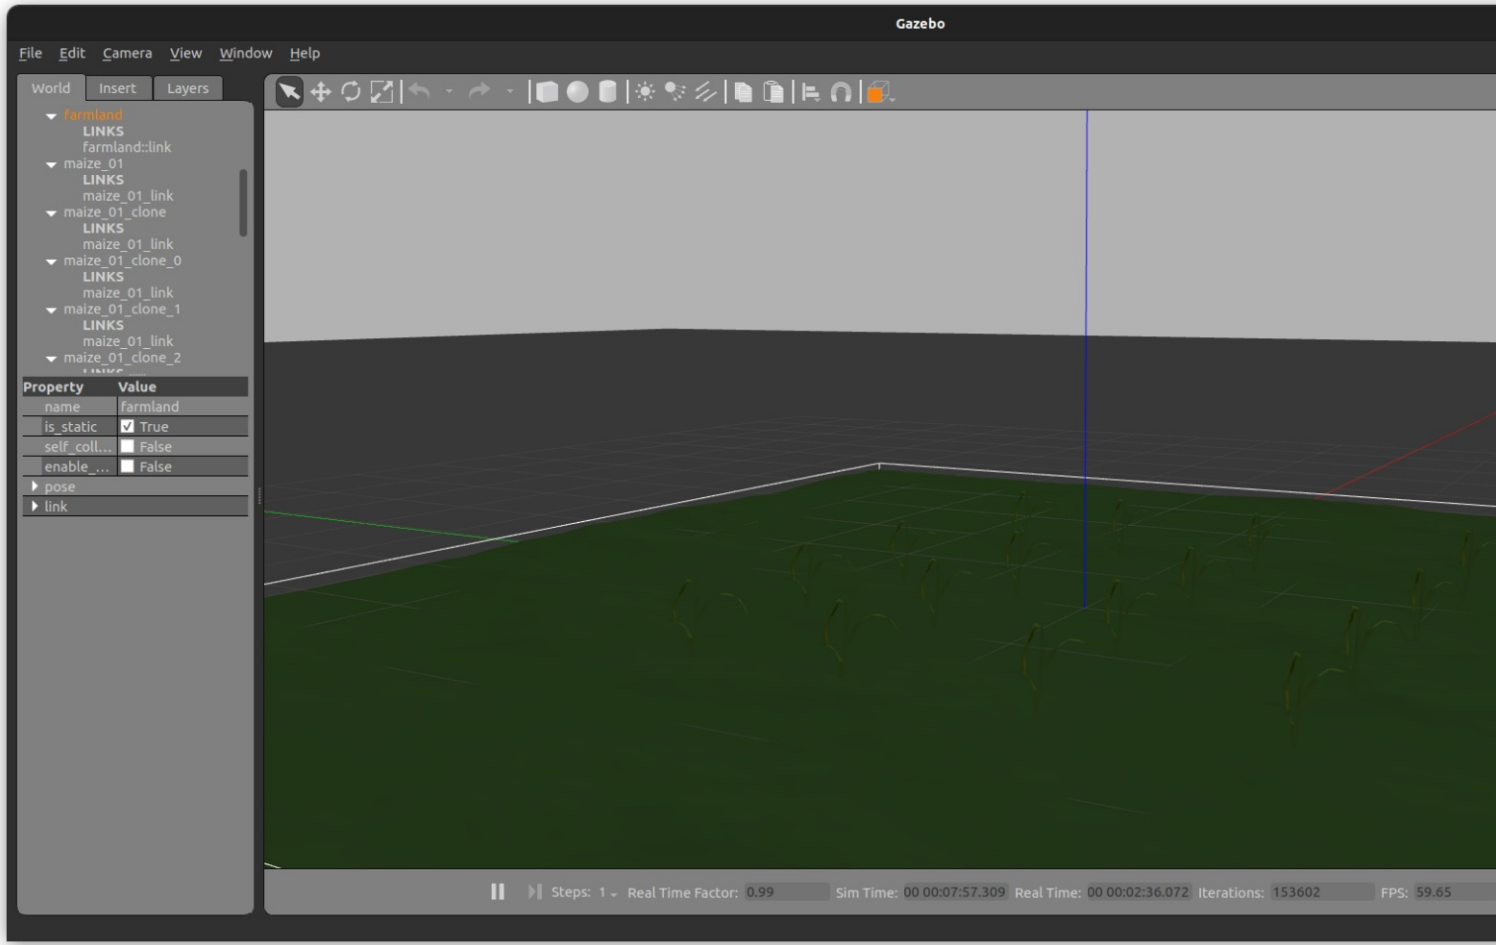 Gazebo
File Edit Camera View Window Help
World Insert Layers
farmland
LINKS
farmland::link
maize_01
LINKS
maize_01_link
maize_01_clone
LINKS
maize_01_link
maize_01_clone_0
LINKS
maize_01_link
maize_01_clone_1
LINKS
maize_01_link
maize_01_clone_2
LINKS
Property Value
name farmland
is_static True
self_coll... False
enable_... False
pose
link
Steps: 1 Real Time Factor: 0.99 Sim Time: 00 00:07:57.309 Real Time: 00 00:02:36.072 Iterations: 153602 FPS: 59.65